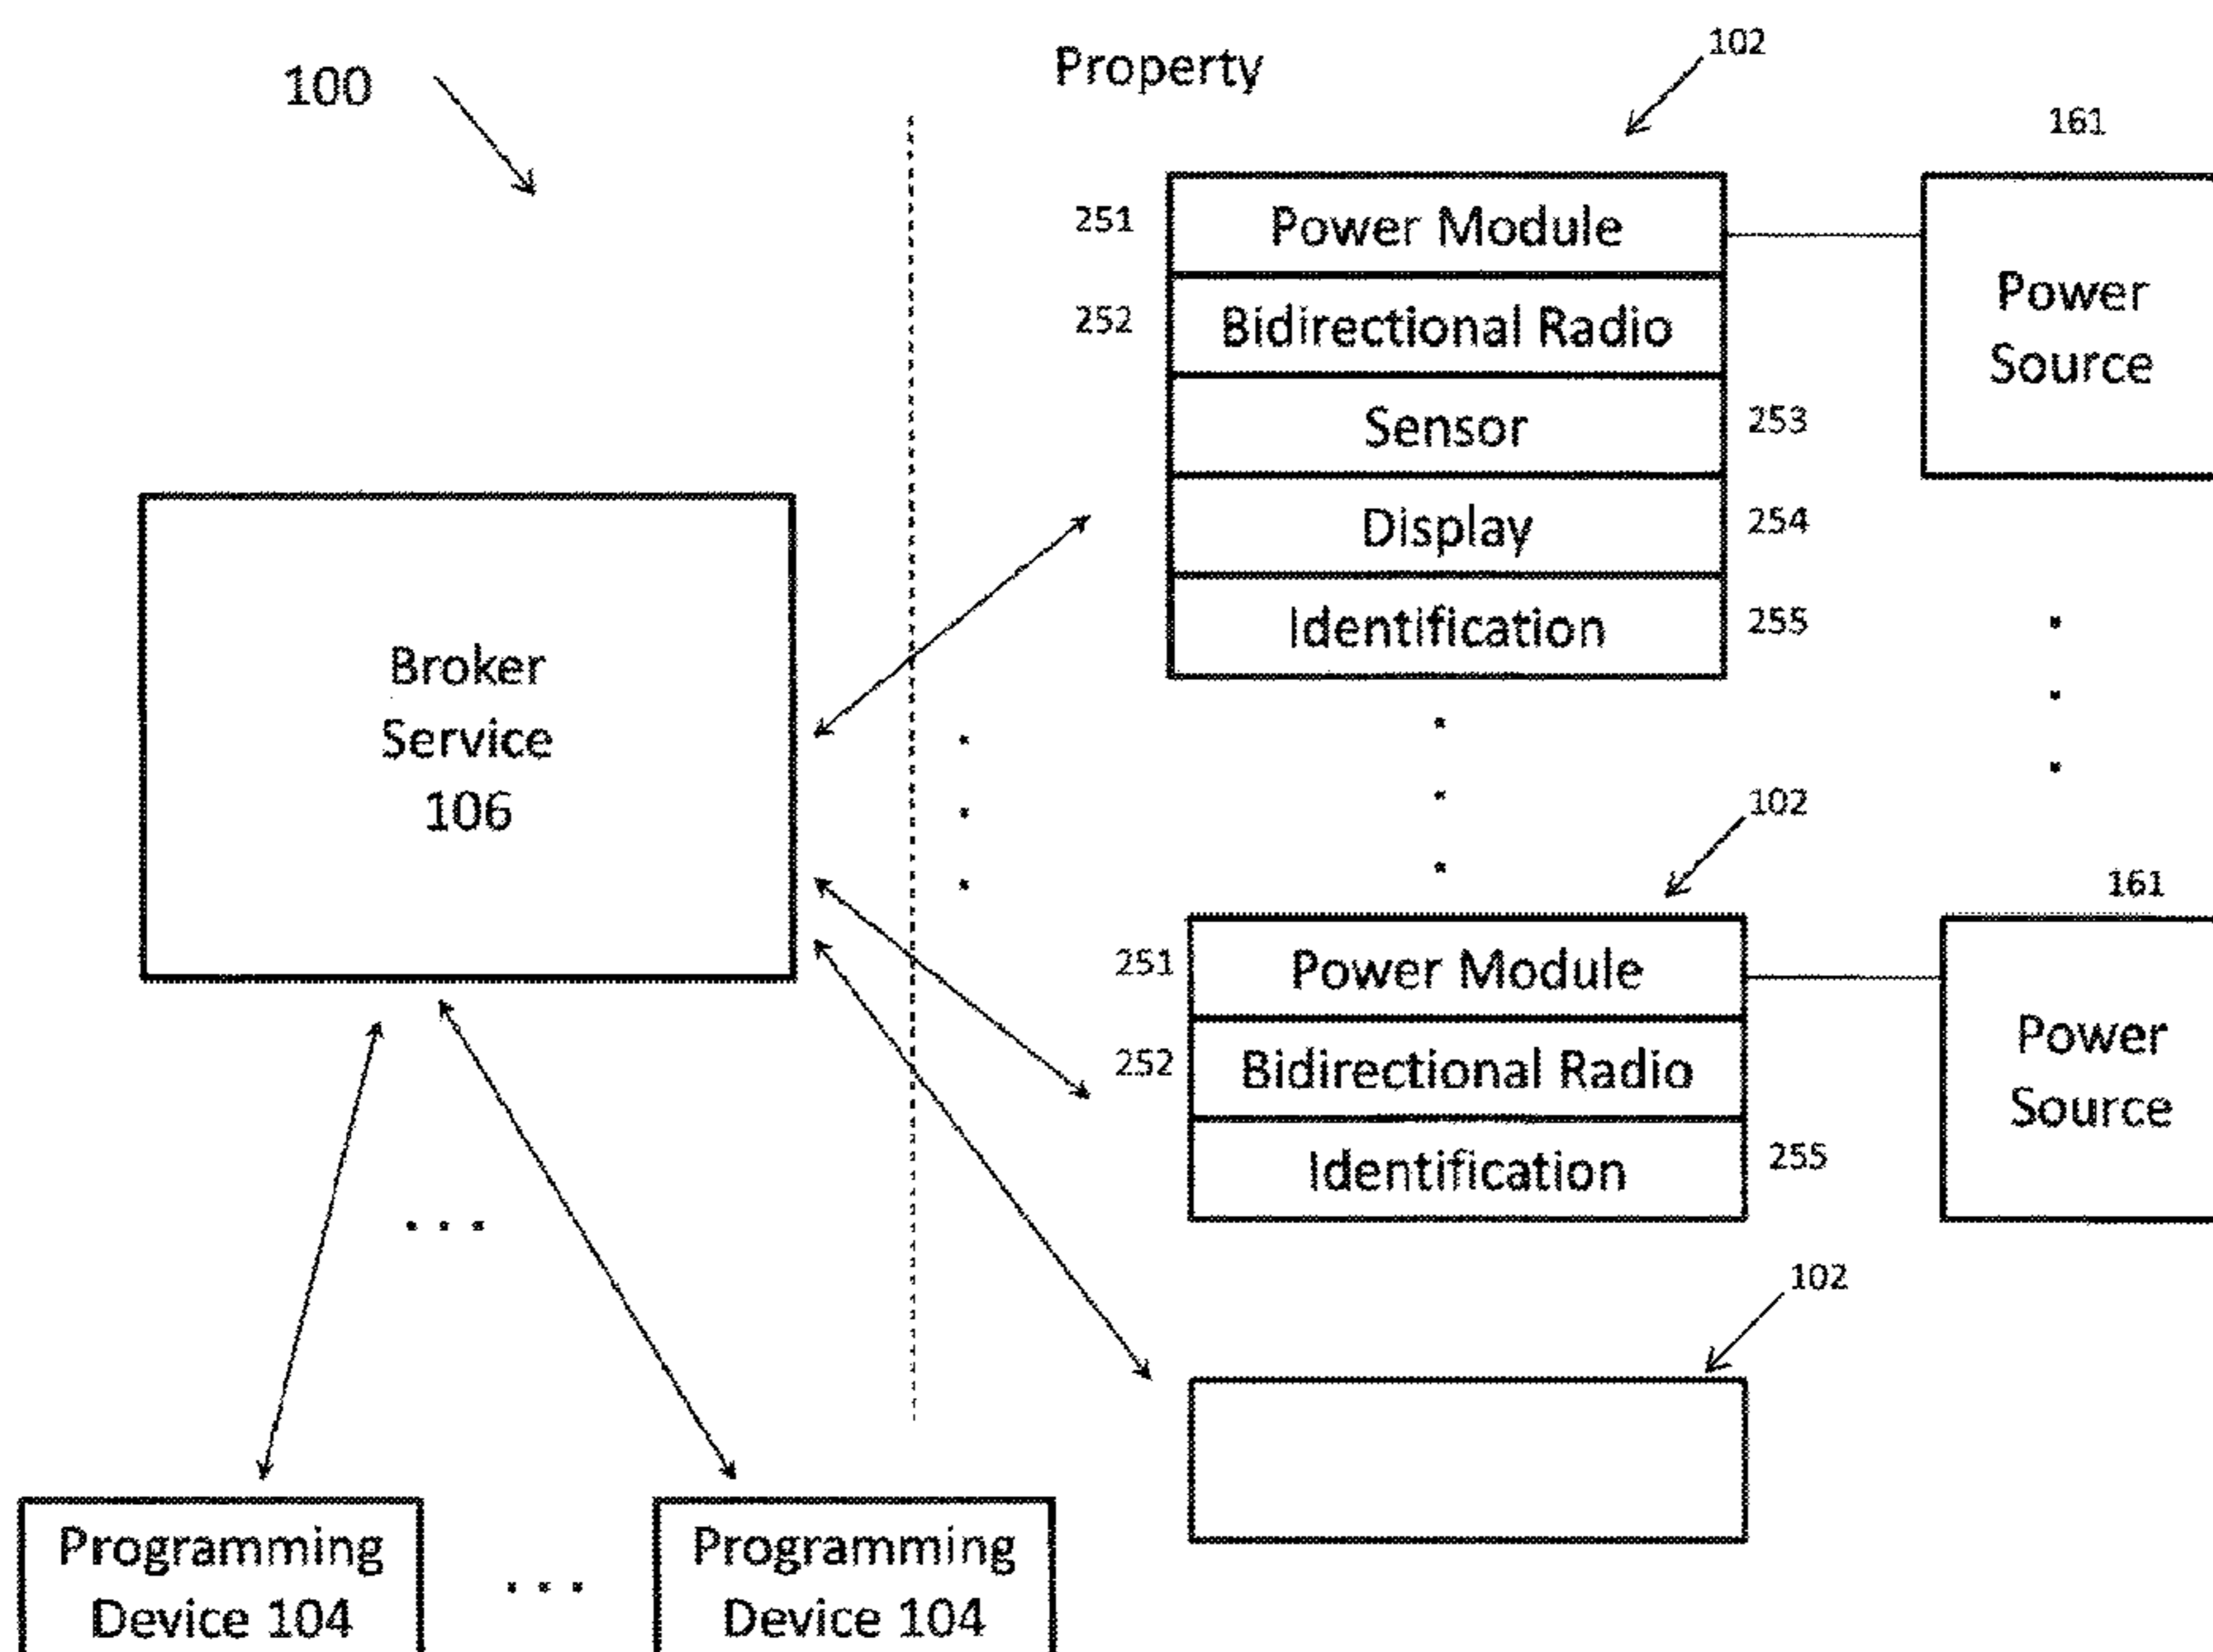 100
Property
102
161
251
Power Module
252
Bidirectional Radio
Sensor
253
Display
254
Identification
255
Power
Source
Broker
Service
106
102
161
251
Power Module
252
Bidirectional Radio
Identification
255
Power
Source
102
Programming
Device 104
Programming
Device 104